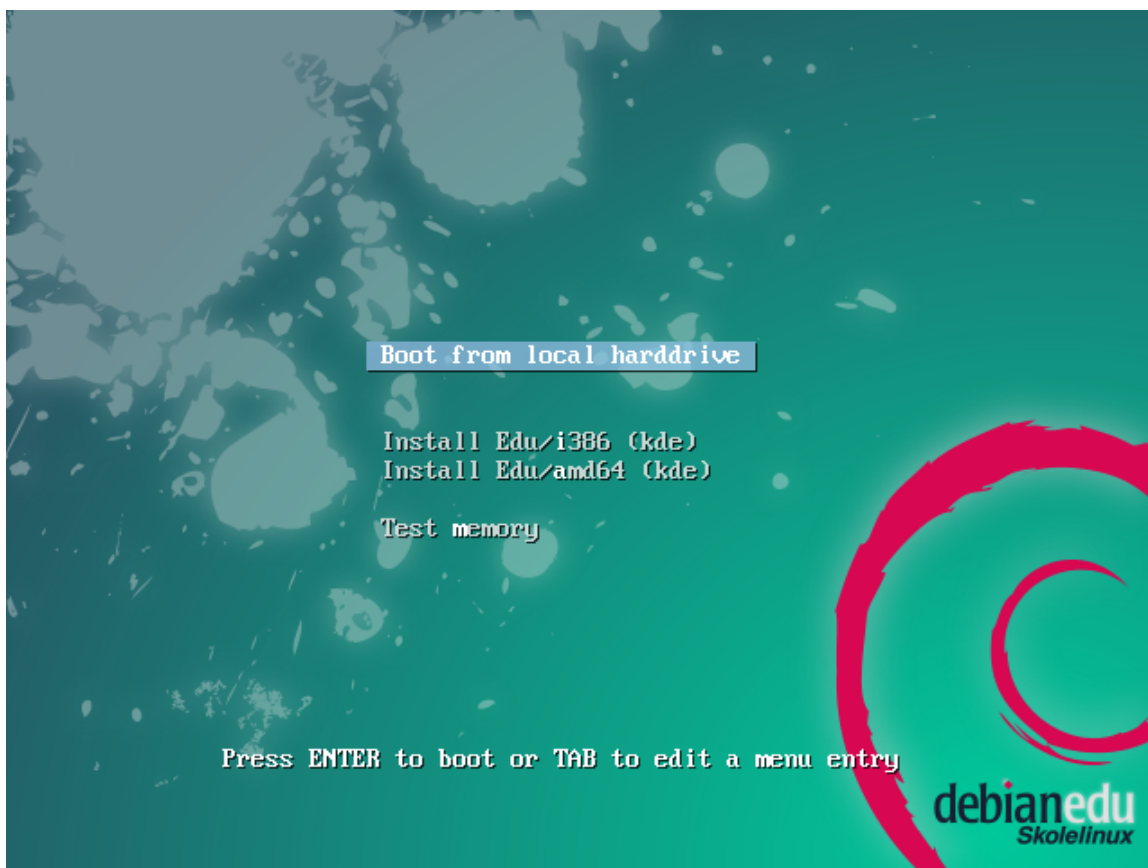 Boot from local harddrive
Install Edu/i386 (kde)
Install Edu/amd64 (kde)
Test memory
Press ENTER to boot or TAB to edit a menu entry
debianedu
Skolelinux